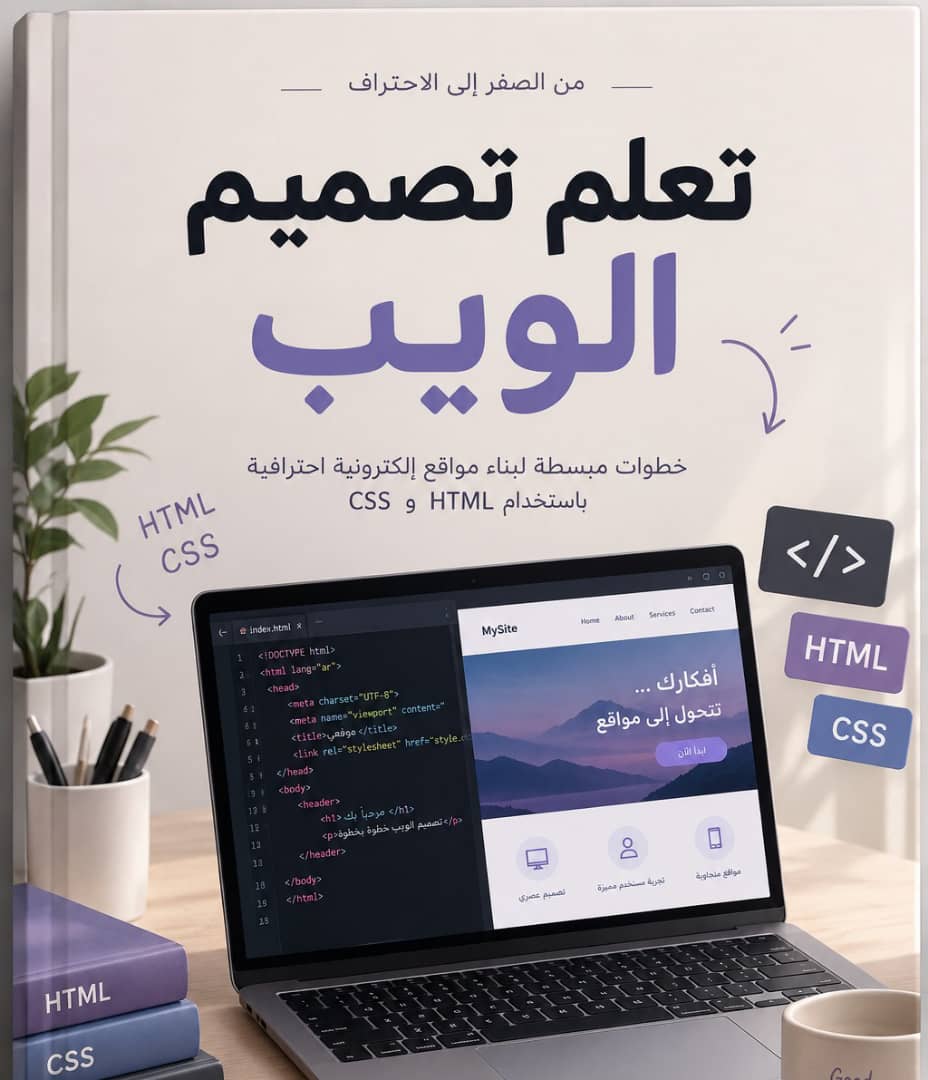 من الصفر إلى الاحتراف
تعلم تصميم
الويب
خطوات مبسطة لبناء مواقع إلكترونية احترافية
باستخدام HTML و CSS
HTML
CSS
</>
HTML
CSS
index.html x
<!DOCTYPE html>
<html lang="ar">
<head>
<meta charset="UTF-8">
<meta name="viewport" content="
<title>موقعي</title>
<link rel="stylesheet" href="style.
</head>
<body>
<header>
<h1> مرحباً بك </h1>
<p>تصميم الويب خطوة بخطوة</p>
</header>
</body>
</html>
MySite
Home About Services Contact
أفكارك ...
تتحول إلى مواقع
ابدأ الآن
تصميم عصري
تجربة مستخدم مميزة
مواقع متجاوبة
HTML
CSS
Good